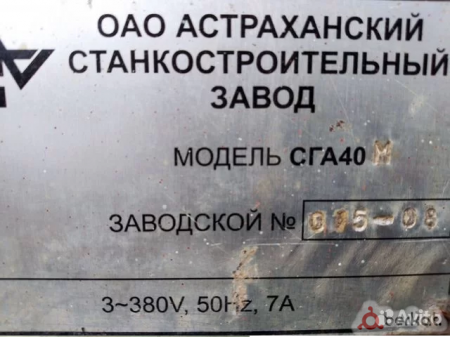 ОАО АСТРАХАНСКИЙ
СТАНКОСТРОИТЕЛЬНЫЙ
ЗАВОД
МОДЕЛЬ СГА40 М
ЗАВОДСКОЙ №
3~380V, 50Hz, 7A
berkat